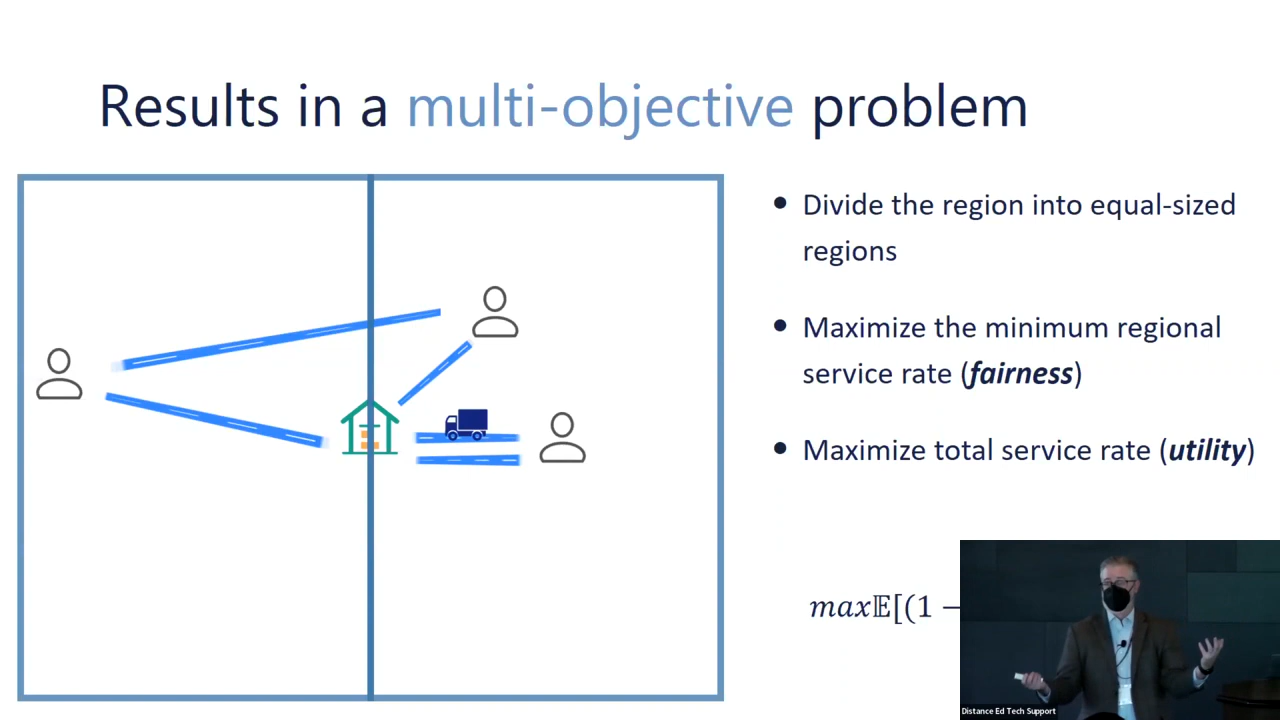 Results in a multi-objective problem
• Divide the region into equal-sized
regions
• Maximize the minimum regional
service rate (fairness)
• Maximize total service rate (utility)
max𝔼[(1 −
Distance Ed Tech Support